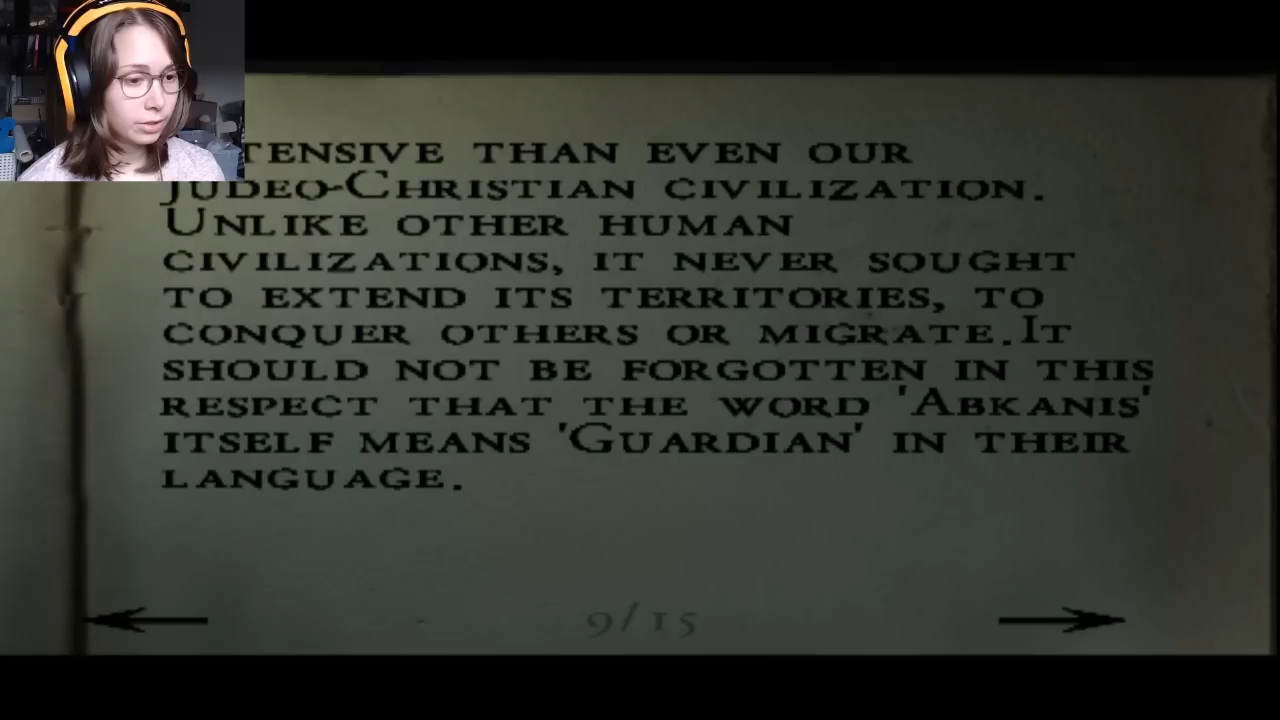 THAN EVEN OUR
JUDEO-CHRISTIAN CIVILIZATION.
UNLIKE OTHER HUMAN
CIVILIZATIONS, IT NEVER SOUGHT
TO EXTEND ITS TERRITORIES, TO
CONQUER OTHERS OR MIGRATE.IT
SHOULD NOT BE FORGOTTEN IN THIS
RESPECT THAT THE WORD 'ABKANIS'
ITSELF MEANS 'GUARDIAN' IN THEIR
LANGUAGE.
9/15